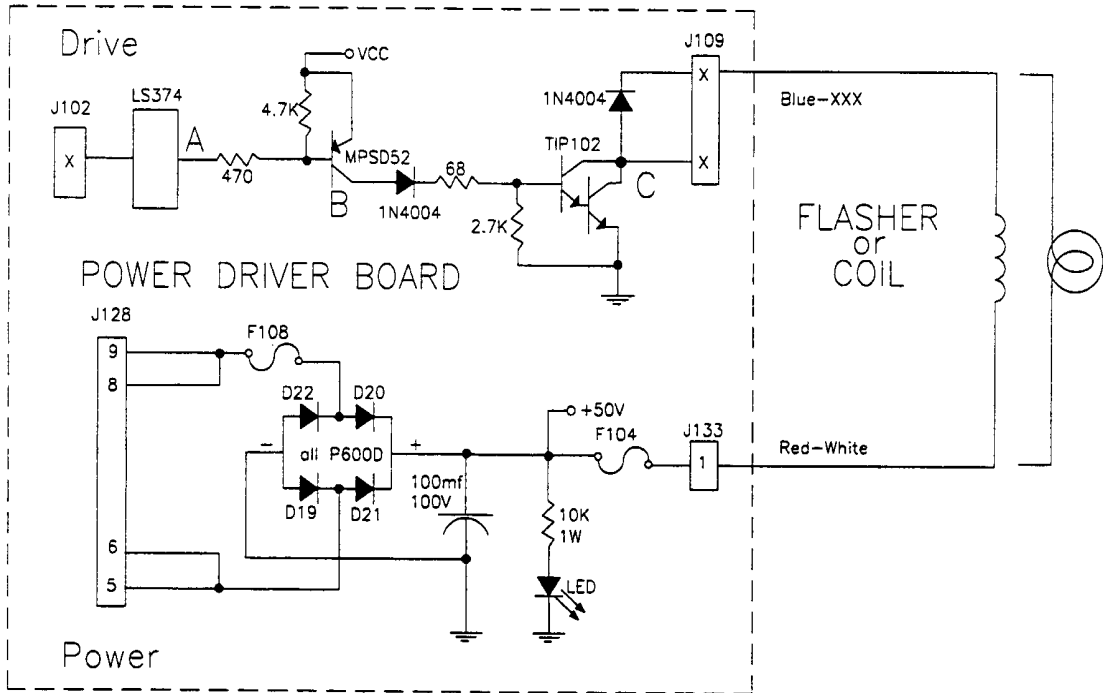 Drive
VCC
J109
LS374
J102
4.7K
X
1N4004
Blue-XXX
A
TIP102
X
MPSD52
68
X
470
B
1N4004
C
2.7K
FLASHER
or
COIL
POWER DRIVER BOARD
J128
F108
9
8
D22
D20
+50V
F104
J133
-
all P600D
+
1
Red-White
100mf
100V
D19
D21
10K
1W
6
5
LED
Power